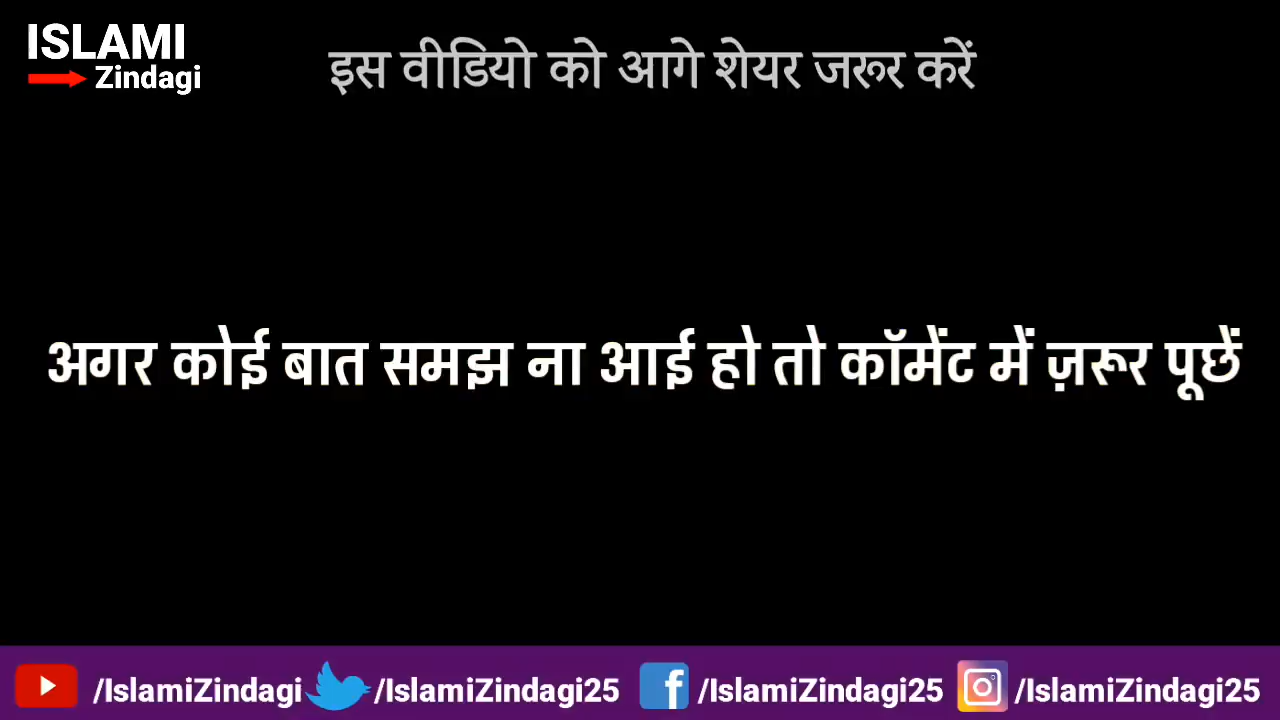 ISLAMI
Zindagi
इस वीडियो को आगे शेयर जरूर करें
अगर कोई बात समझ ना आई हो तो कॉमेंट में ज़रूर पूछें
/IslamiZindagi /IslamiZindagi25 /IslamiZindagi25 /IslamiZindagi25